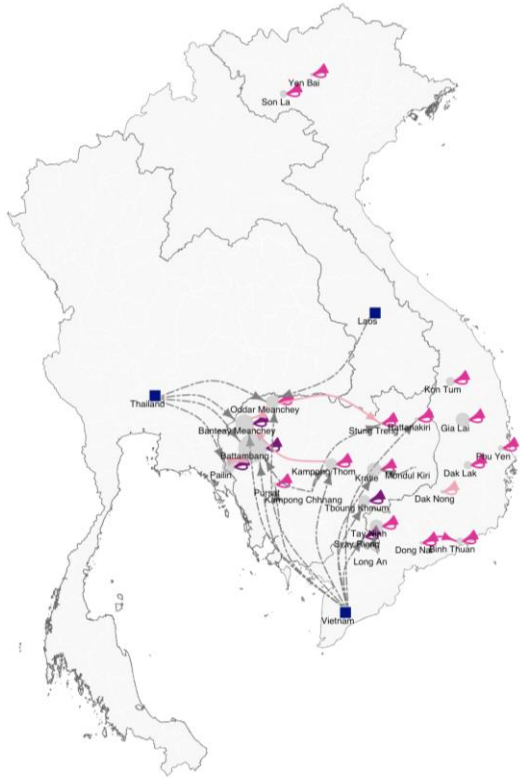 Yen Bai
Son La
Laos
Thailand
Kon Tum
Oddar Meanchey
Stung Treng
Rattanakiri
Gia Lai
Banteay Meanchey
Battambang
Phu Yen
Pailin
Kampong Thom
Kratie
Mondul Kiri
Dak Lak
Pursat
Kampong Chhnang
Dak Nong
Tboung Khmum
Tay Ninh
Svay Rieng
Dong Nai
Binh Thuan
Long An
Vietnam